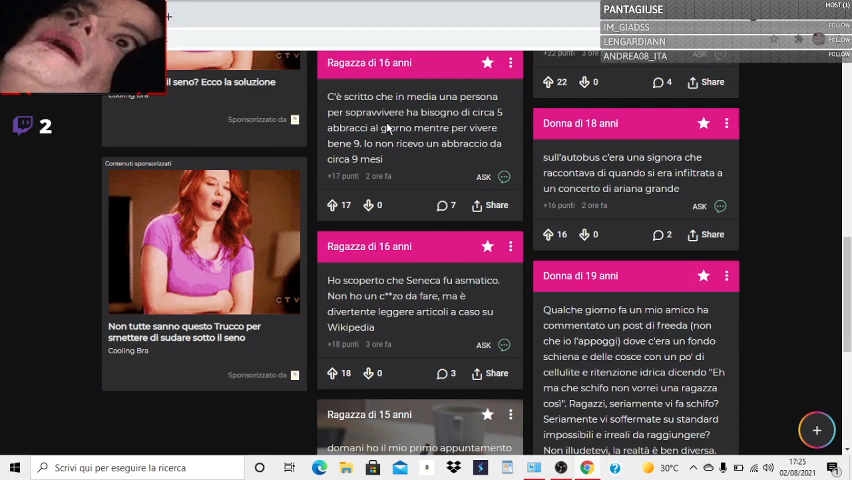 PANTAGIUSE
HOST (1)
IM_GIADSS
FOLLOW
LENGARDIANN
FOLLOW
ANDREA08_ITA
FOLLOW
2
il seno? Ecco la soluzione
Cooling Bra
Sponsorizzato da
Contenuti sponsorizzati
CTV
Non tutte sanno questo Trucco per
smettere di sudare sotto il seno
Cooling Bra
Sponsorizzato da
Ragazza di 16 anni
C'è scritto che in media una persona
per sopravvivere ha bisogno di circa 5
abbracci al giorno mentre per vivere
bene 9. Io non ricevo un abbraccio da
circa 9 mesi
+17 punti 2 ore fa
ASK
17 0 7 Share
Ragazza di 16 anni
Ho scoperto che Seneca fu asmatico.
Non ho un c**zo da fare, ma è
divertente leggere articoli a caso su
Wikipedia
+18 punti 3 ore fa
ASK
18 0 3 Share
Ragazza di 15 anni
domani ho il mio primo appuntamento
+22 punti
ASK
22 0 4 Share
Donna di 18 anni
sull'autobus c'era una signora che
raccontava di quando si era infiltrata a
un concerto di ariana grande
+16 punti 2 ore fa
ASK
16 0 2 Share
Donna di 19 anni
Qualche giorno fa un mio amico ha
commentato un post di freeda (non
che io l'appoggi) dove c'era un fondo
schiena e delle cosce con un po' di
cellulite e ritenzione idrica dicendo "Eh
ma che schifo non vorrei una ragazza
così". Ragazzi, seriamente vi fa schifo?
Seriamente vi soffermate su standard
impossibili e irreali da raggiungere?
Non illudetevi, la realtà è ben diversa.
Scrivi qui per eseguire la ricerca
30°C
17:25
02/08/2021